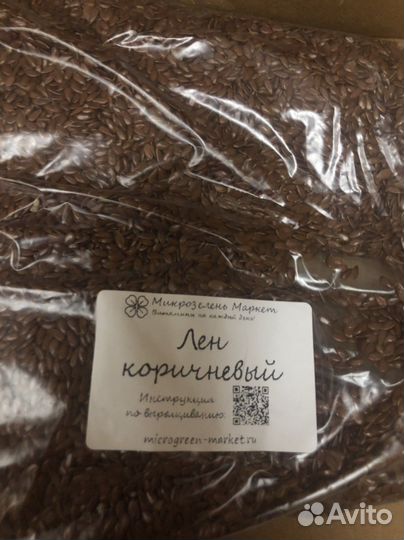 Микрозелень Маркет
Витамины на каждый день!
Лен
коричневый
Инструкция
по выращиванию:
microgreen-market.ru
Avito